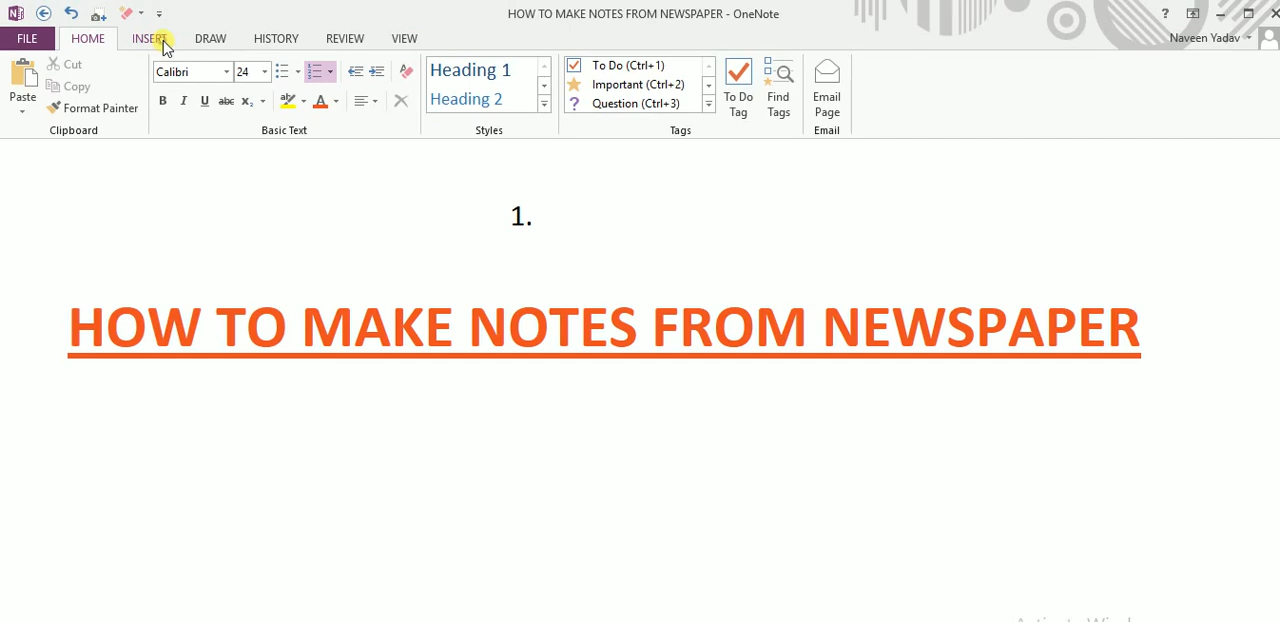 HOW TO MAKE NOTES FROM NEWSPAPER - OneNote
?
Naveen Yadav
FILE HOME INSERT DRAW HISTORY REVIEW VIEW
Paste
Cut
Copy
Format Painter
Clipboard
Calibri 24
B I U abc x₂ ab A
Basic Text
Heading 1
Heading 2
Styles
To Do (Ctrl+1)
Important (Ctrl+2)
? Question (Ctrl+3)
To Do
Tag
Find
Tags
Tags
Email
Page
Email
1.
HOW TO MAKE NOTES FROM NEWSPAPER